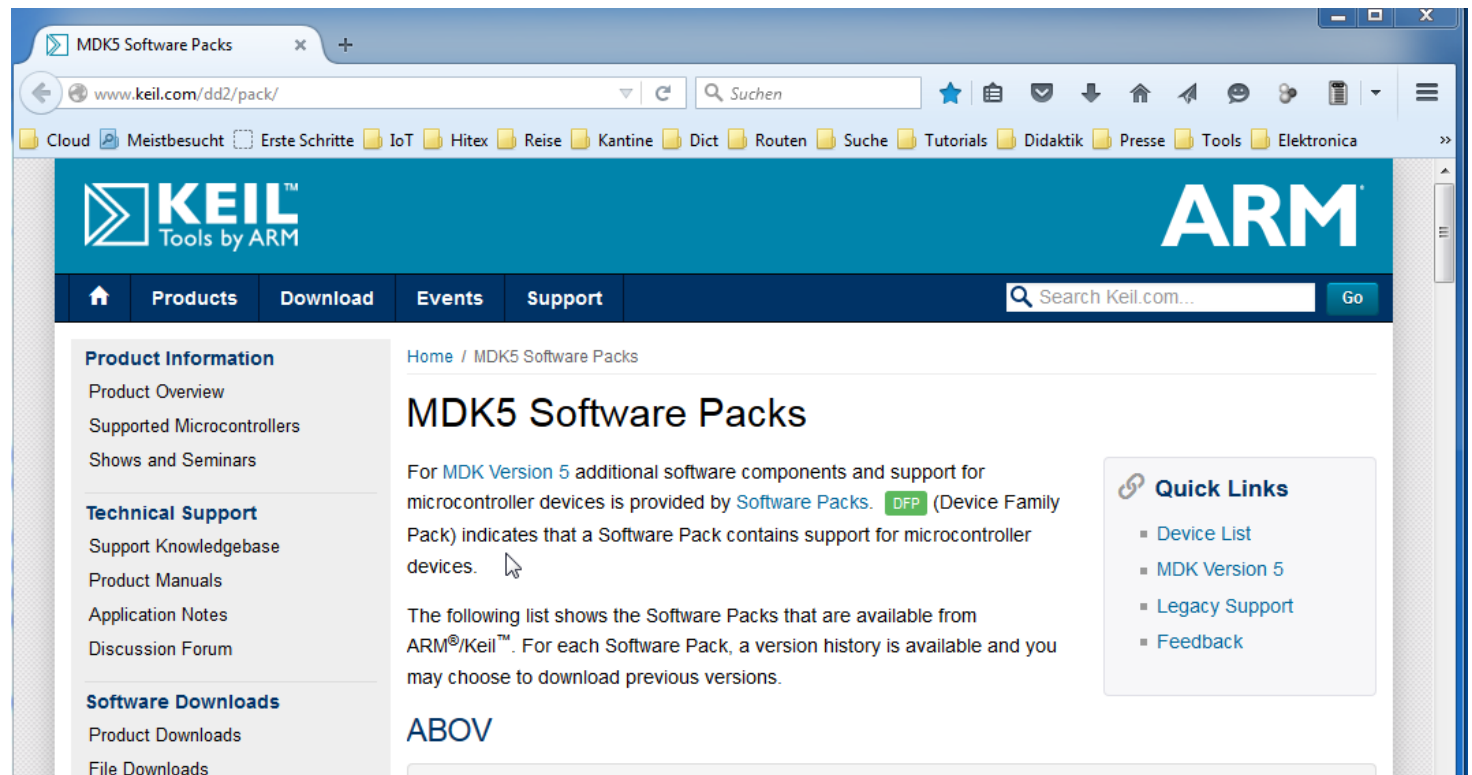 MDK5 Software Packs
www.keil.com/dd2/pack/
Suchen
Cloud Meistbesucht Erste Schritte IoT Hitex Reise Kantine Dict Routen Suche Tutorials Didaktik Presse Tools Elektronica »
KEIL™
Tools by ARM
ARM®
Products Download Events Support Search Keil.com... Go
Product Information
Product Overview
Supported Microcontrollers
Shows and Seminars
Technical Support
Support Knowledgebase
Product Manuals
Application Notes
Discussion Forum
Software Downloads
Product Downloads
File Downloads
Home / MDK5 Software Packs
MDK5 Software Packs
For MDK Version 5 additional software components and support for
microcontroller devices is provided by Software Packs. DFP (Device Family
Pack) indicates that a Software Pack contains support for microcontroller
devices.
The following list shows the Software Packs that are available from
ARM®/Keil™. For each Software Pack, a version history is available and you
may choose to download previous versions.
ABOV
Quick Links
Device List
MDK Version 5
Legacy Support
Feedback